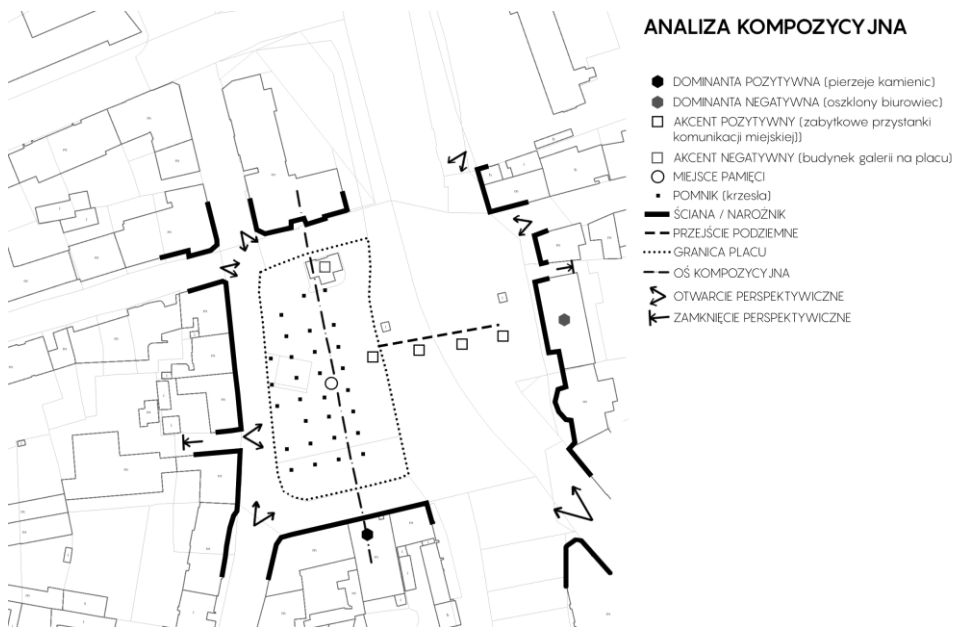 ANALIZA KOMPOZYCYJNA
DOMINANTA POZYTYWNA (pierzeje kamienic)
DOMINANTA NEGATYWNA (oszklony biurowiec)
AKCENT POZYTYWNY (zabytkowe przystanki
komunikacji miejskiej))
AKCENT NEGATYWNY (budynek galerii na placu)
MIEJSCE PAMIĘCI
POMNIK (krzesła)
ŚCIANA / NAROŻNIK
PRZEJŚCIE PODZIEMNE
GRANICA PLACU
OŚ KOMPOZYCYJNA
OTWARCIE PERSPEKTYWICZNE
ZAMKNIĘCIE PERSPEKTYWICZNE